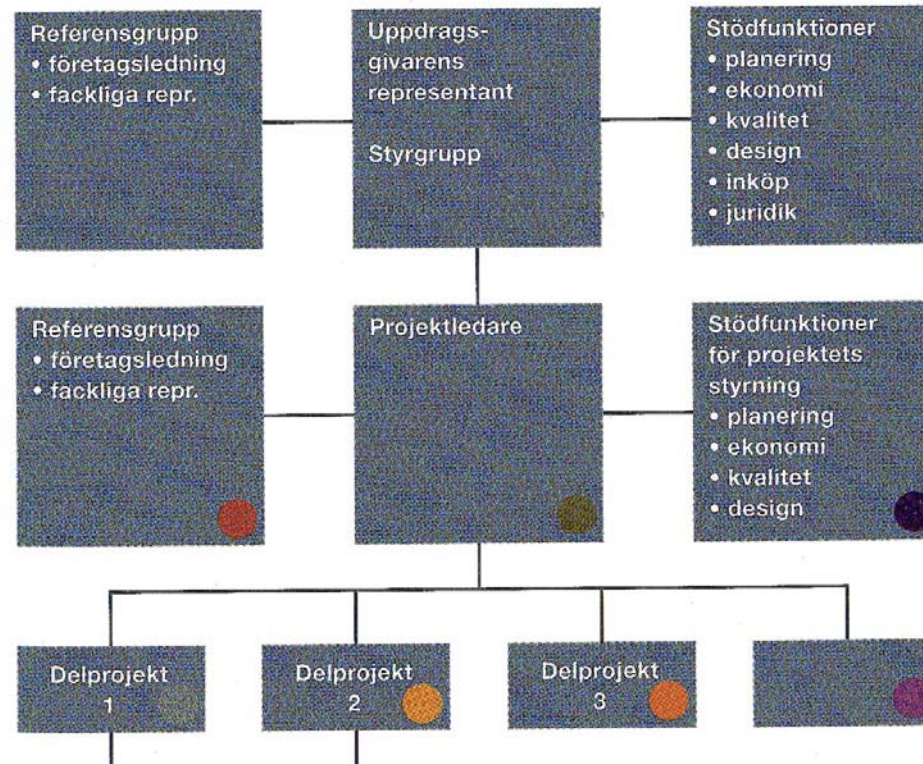 Referensgrupp
• företagsledning
• fackliga repr.
Uppdrags-
givarens
representant
Styrgrupp
Stödfunktioner
• planering
• ekonomi
• kvalitet
• design
• inköp
• juridik
Referensgrupp
• företagsledning
• fackliga repr.
Projektledare
Stödfunktioner
för projektets
styrning
• planering
• ekonomi
• kvalitet
• design
Delprojekt
1
Delprojekt
2
Delprojekt
3